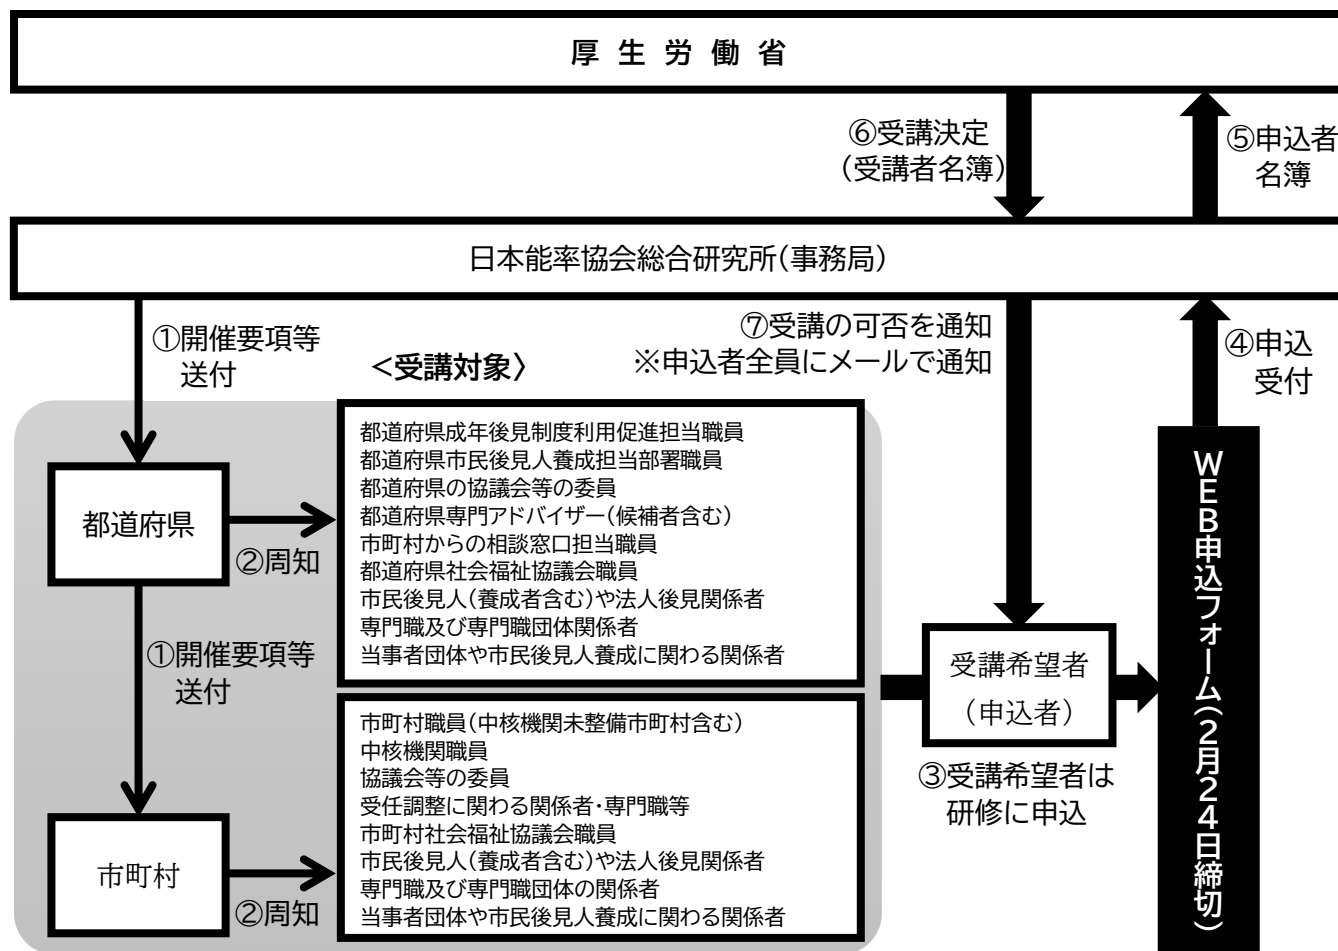 厚生労働省
⑥受講決定
（受講者名簿）
⑤申込者
名簿
日本能率協会総合研究所（事務局）
①開催要項等
送付
＜受講対象＞
⑦受講の可否を通知
※申込者全員にメールで通知
④申込
受付
都道府県
②周知
都道府県成年後見制度利用促進担当職員
都道府県市民後見人養成担当部署職員
都道府県の協議会等の委員
都道府県専門アドバイザー（候補者含む）
市町村からの相談窓口担当職員
都道府県社会福祉協議会職員
市民後見人（養成者含む）や法人後見関係者
専門職及び専門職団体関係者
当事者団体や市民後見人養成に関わる関係者
①開催要項等
送付
市町村
②周知
市町村職員（中核機関未整備市町村含む）
中核機関職員
協議会等の委員
受任調整に関わる関係者・専門職等
市町村社会福祉協議会職員
市民後見人（養成者含む）や法人後見関係者
専門職及び専門職団体の関係者
当事者団体や市民後見人養成に関わる関係者
受講希望者
（申込者）
③受講希望者は
研修に申込
WEB申込フォーム（2月24日締切）